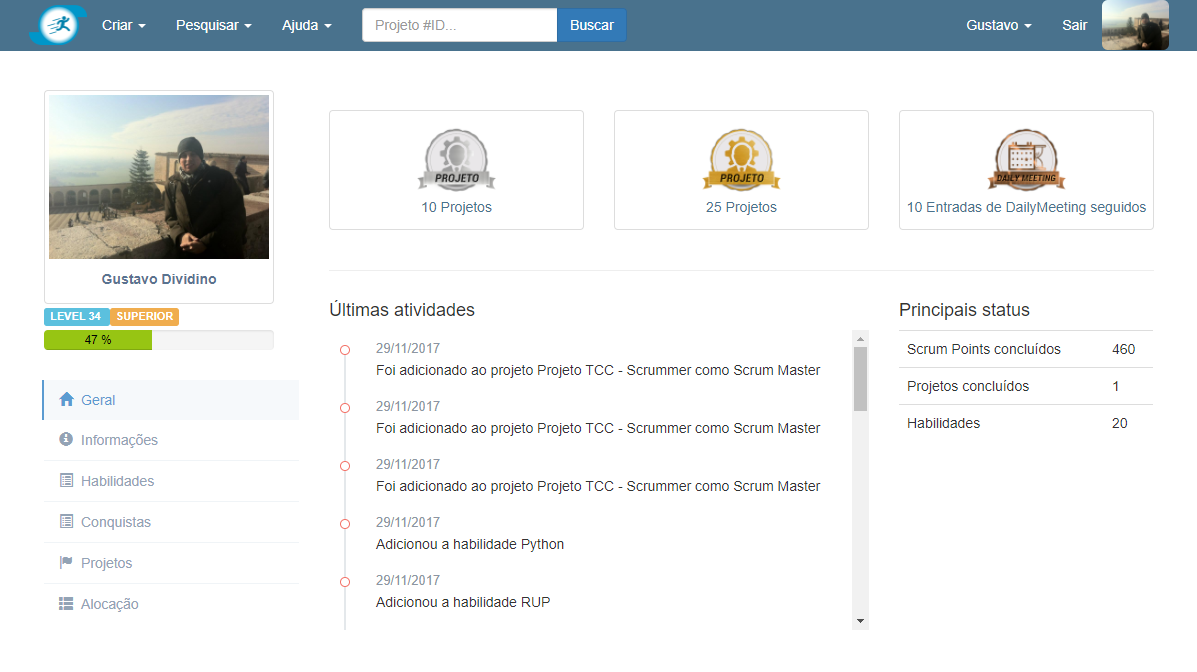 Criar
Pesquisar
Ajuda
Projeto #ID...
Buscar
Gustavo
Sair
Gustavo Dividino
LEVEL 34 SUPERIOR
47 %
Geral
Informações
Habilidades
Conquistas
Projetos
Alocação
PROJETO
10 Projetos
PROJETO
25 Projetos
DAILY MEETING
10 Entradas de DailyMeeting seguidos
Últimas atividades
29/11/2017
Foi adicionado ao projeto Projeto TCC - Scrummer como Scrum Master
29/11/2017
Foi adicionado ao projeto Projeto TCC - Scrummer como Scrum Master
29/11/2017
Foi adicionado ao projeto Projeto TCC - Scrummer como Scrum Master
29/11/2017
Adicionou a habilidade Python
29/11/2017
Adicionou a habilidade RUP
Principais status
Scrum Points concluídos 460
Projetos concluídos 1
Habilidades 20